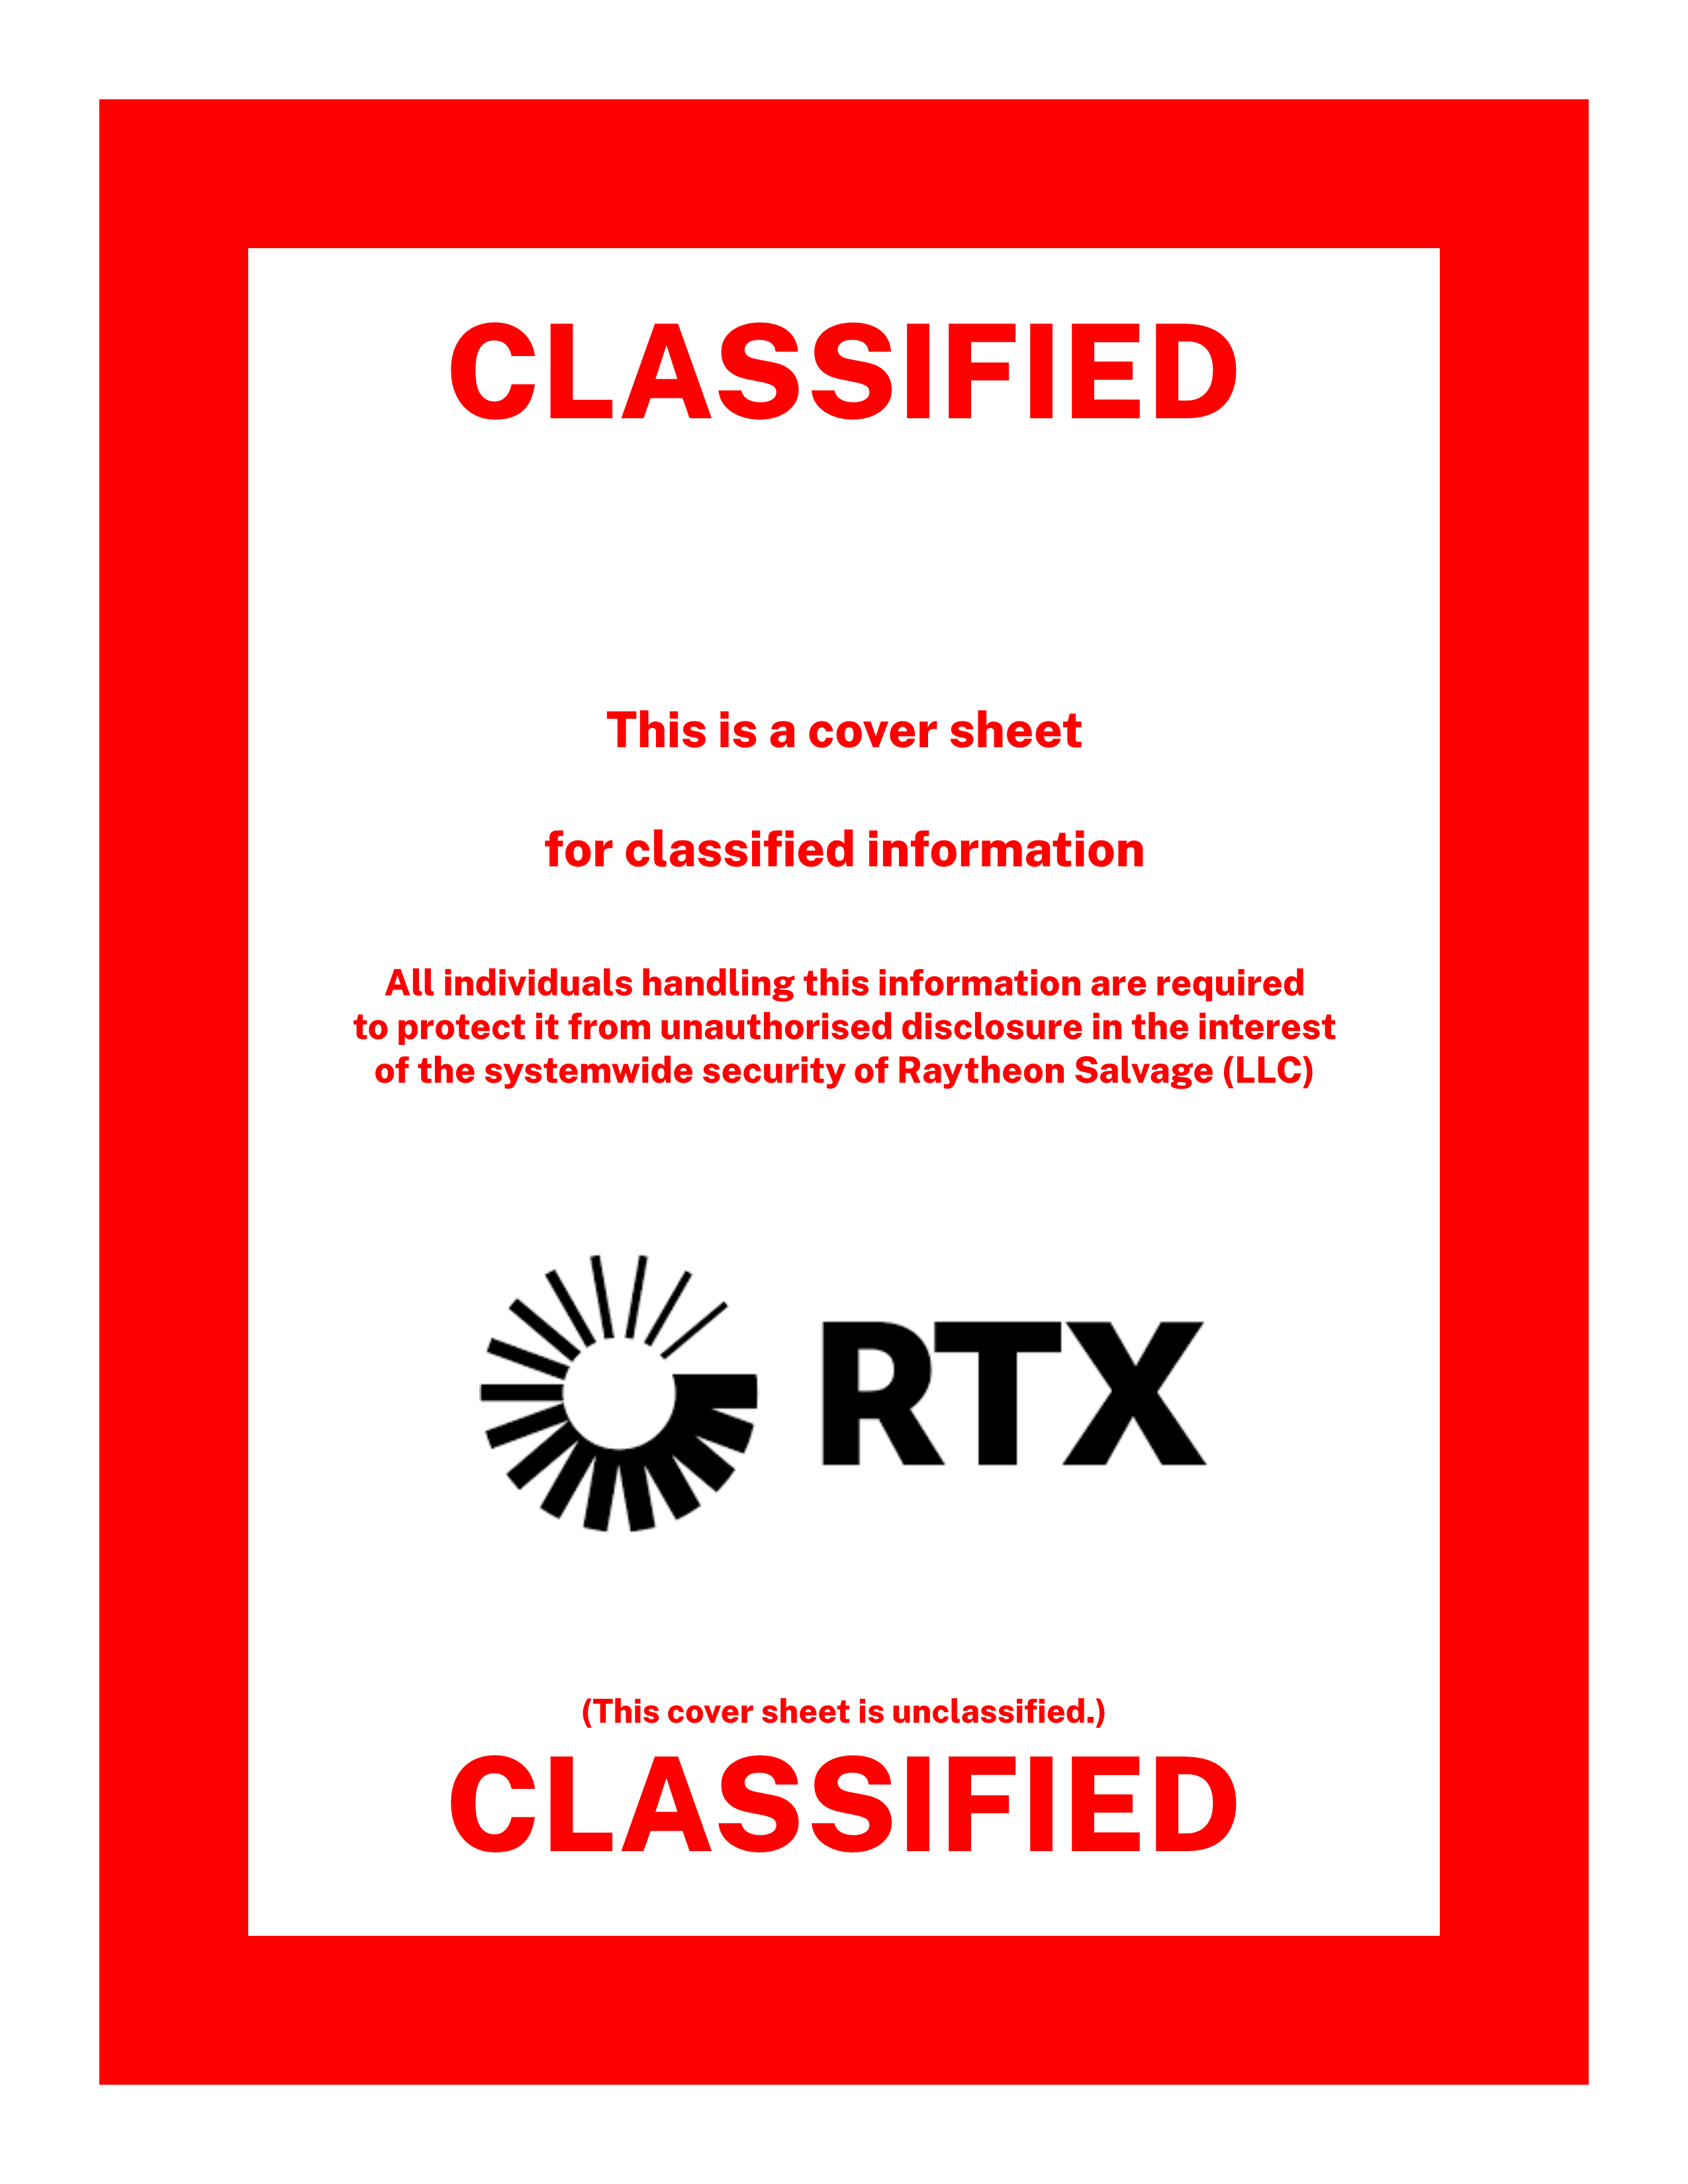 CLASSIFIED
This is a cover sheet
for classified information
All individuals handling this information are required
to protect it from unauthorised disclosure in the interest
of the systemwide security of Raytheon Salvage (LLC)
RTX
(This cover sheet is unclassified.)
CLASSIFIED